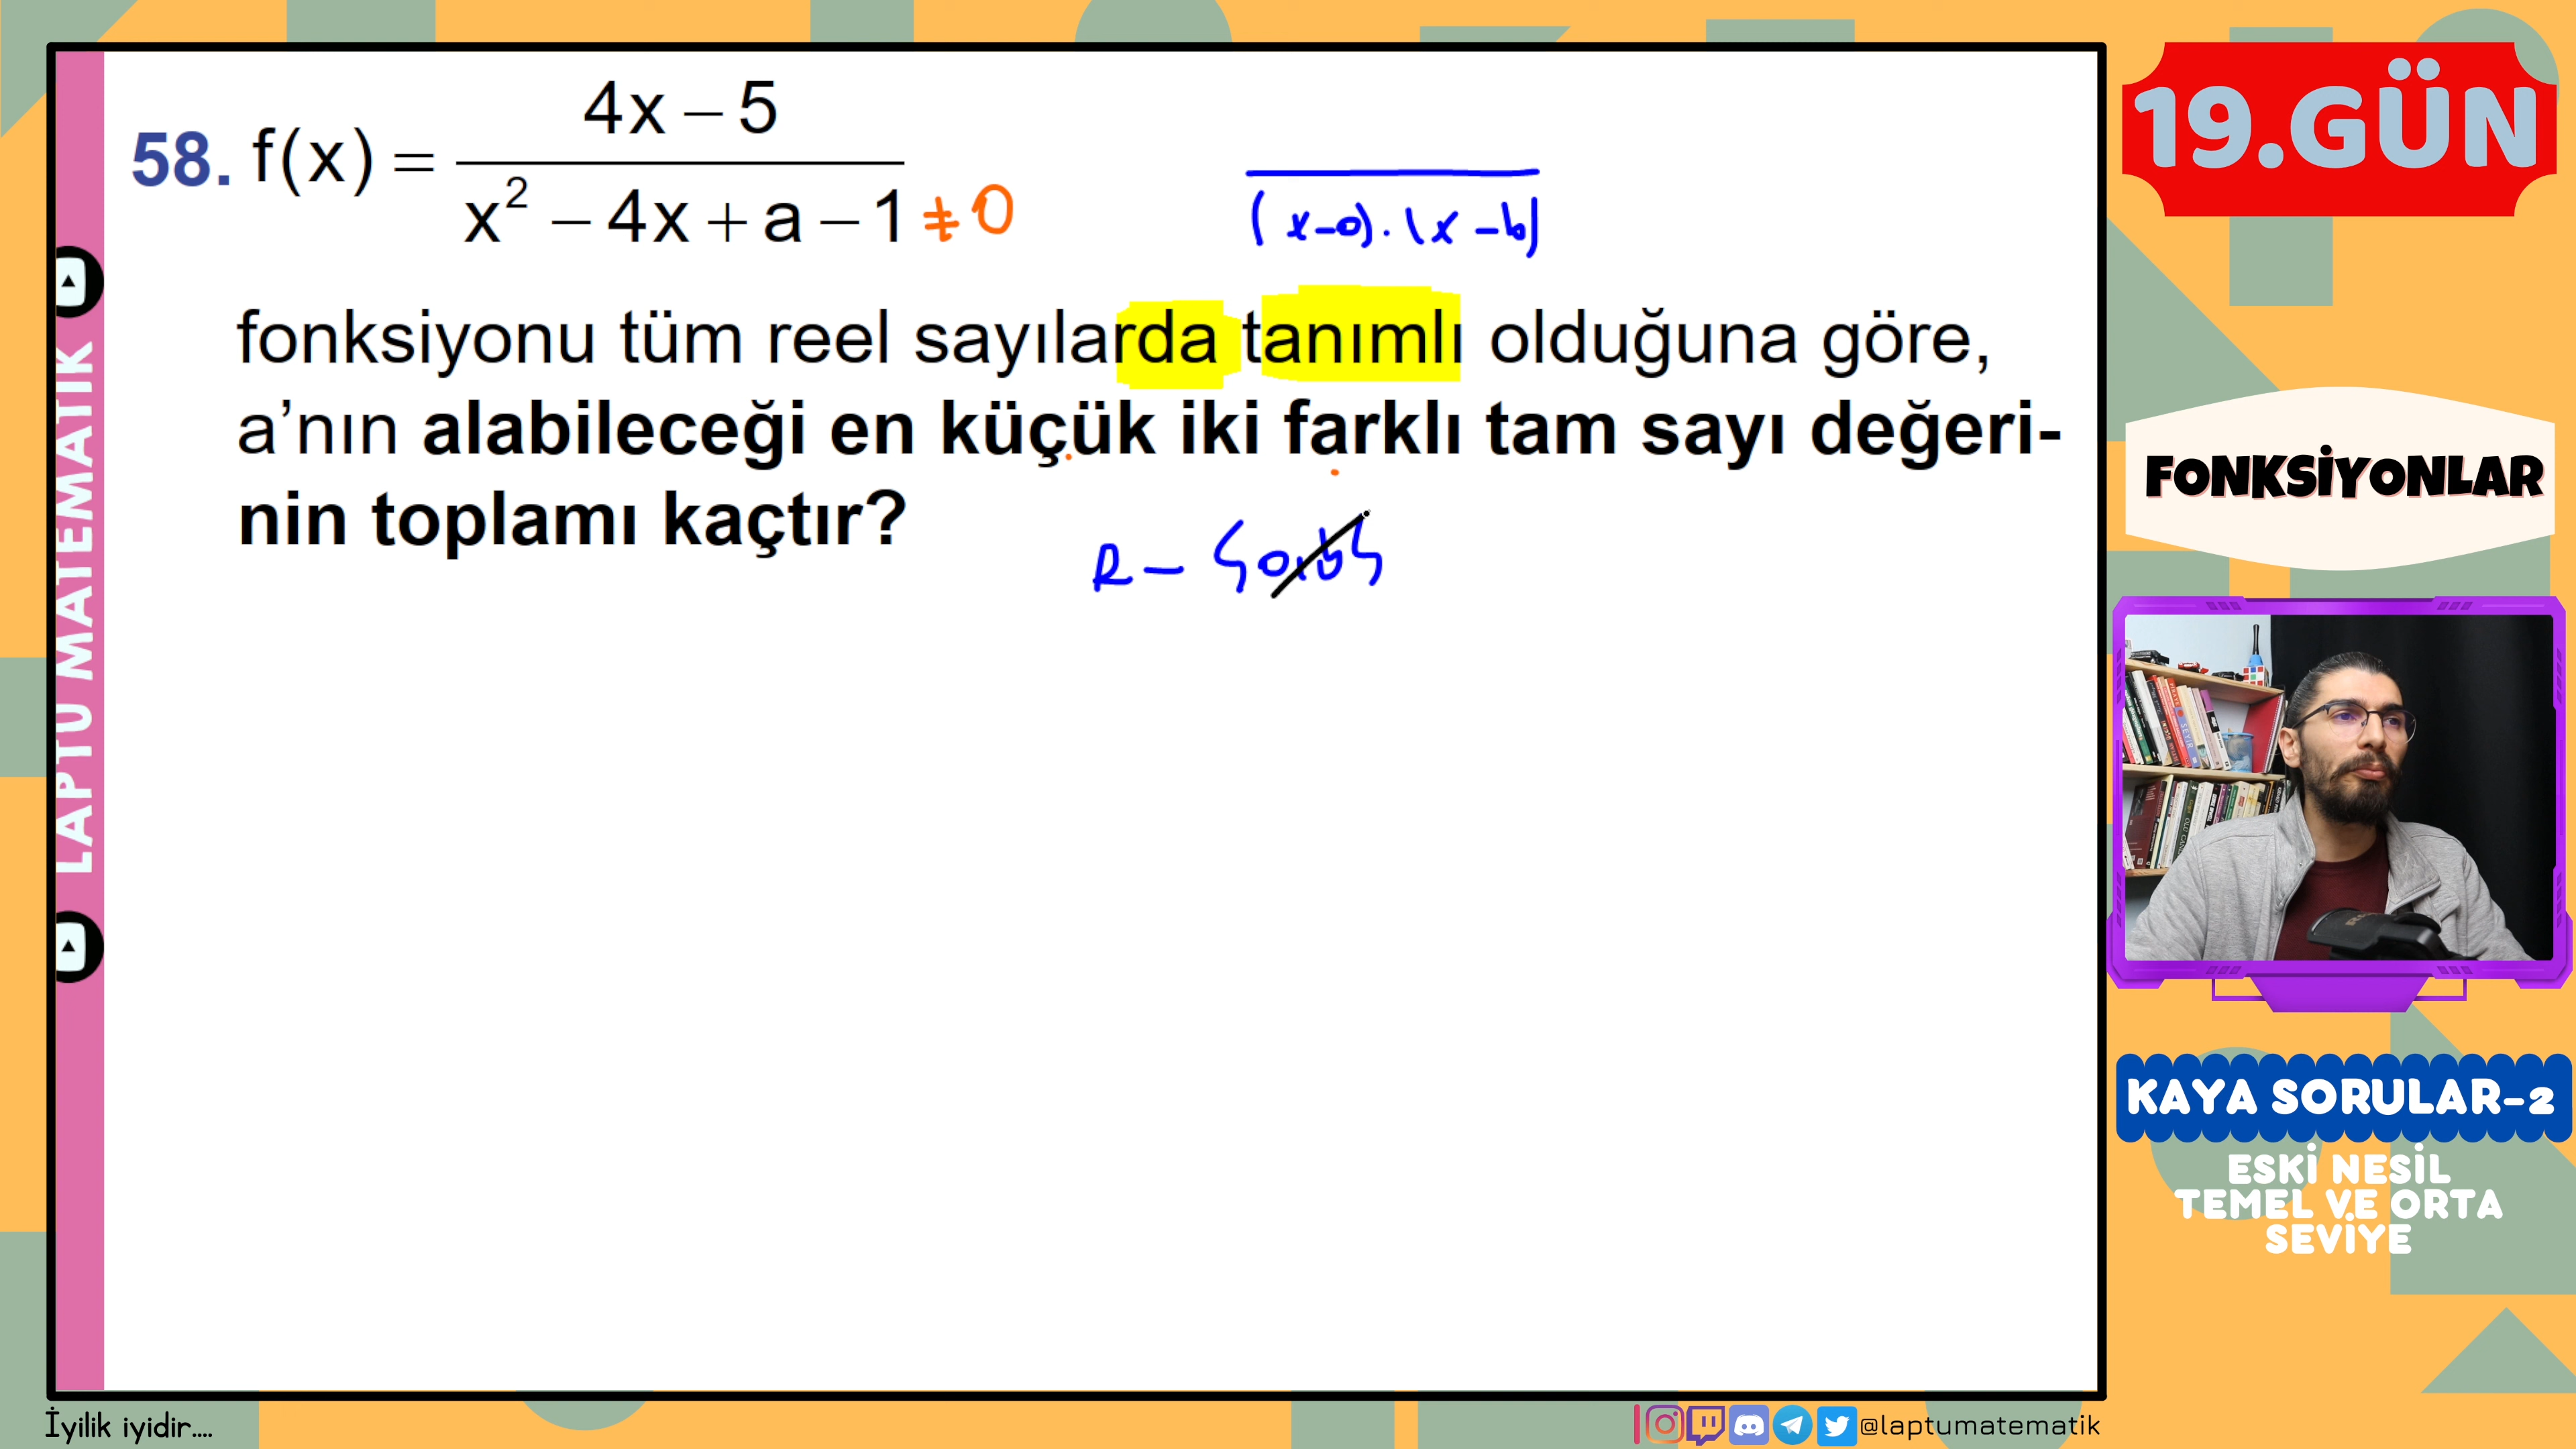 58. f(x) = 4x − 5 / x² − 4x + a − 1 ≠ 0
(x−a).(x−b)
fonksiyonu tüm reel sayılarda tanımlı olduğuna göre,
a’nın alabileceği en küçük iki farklı tam sayı değeri-
nin toplamı kaçtır?
R − {a,b}
LAPTU MATEMATIK
19.GÜN
FONKSİYONLAR
KAYA SORULAR-2
ESKİ NESİL
TEMEL VE ORTA
SEVİYE
İyilik iyidir....
@laptumatematik